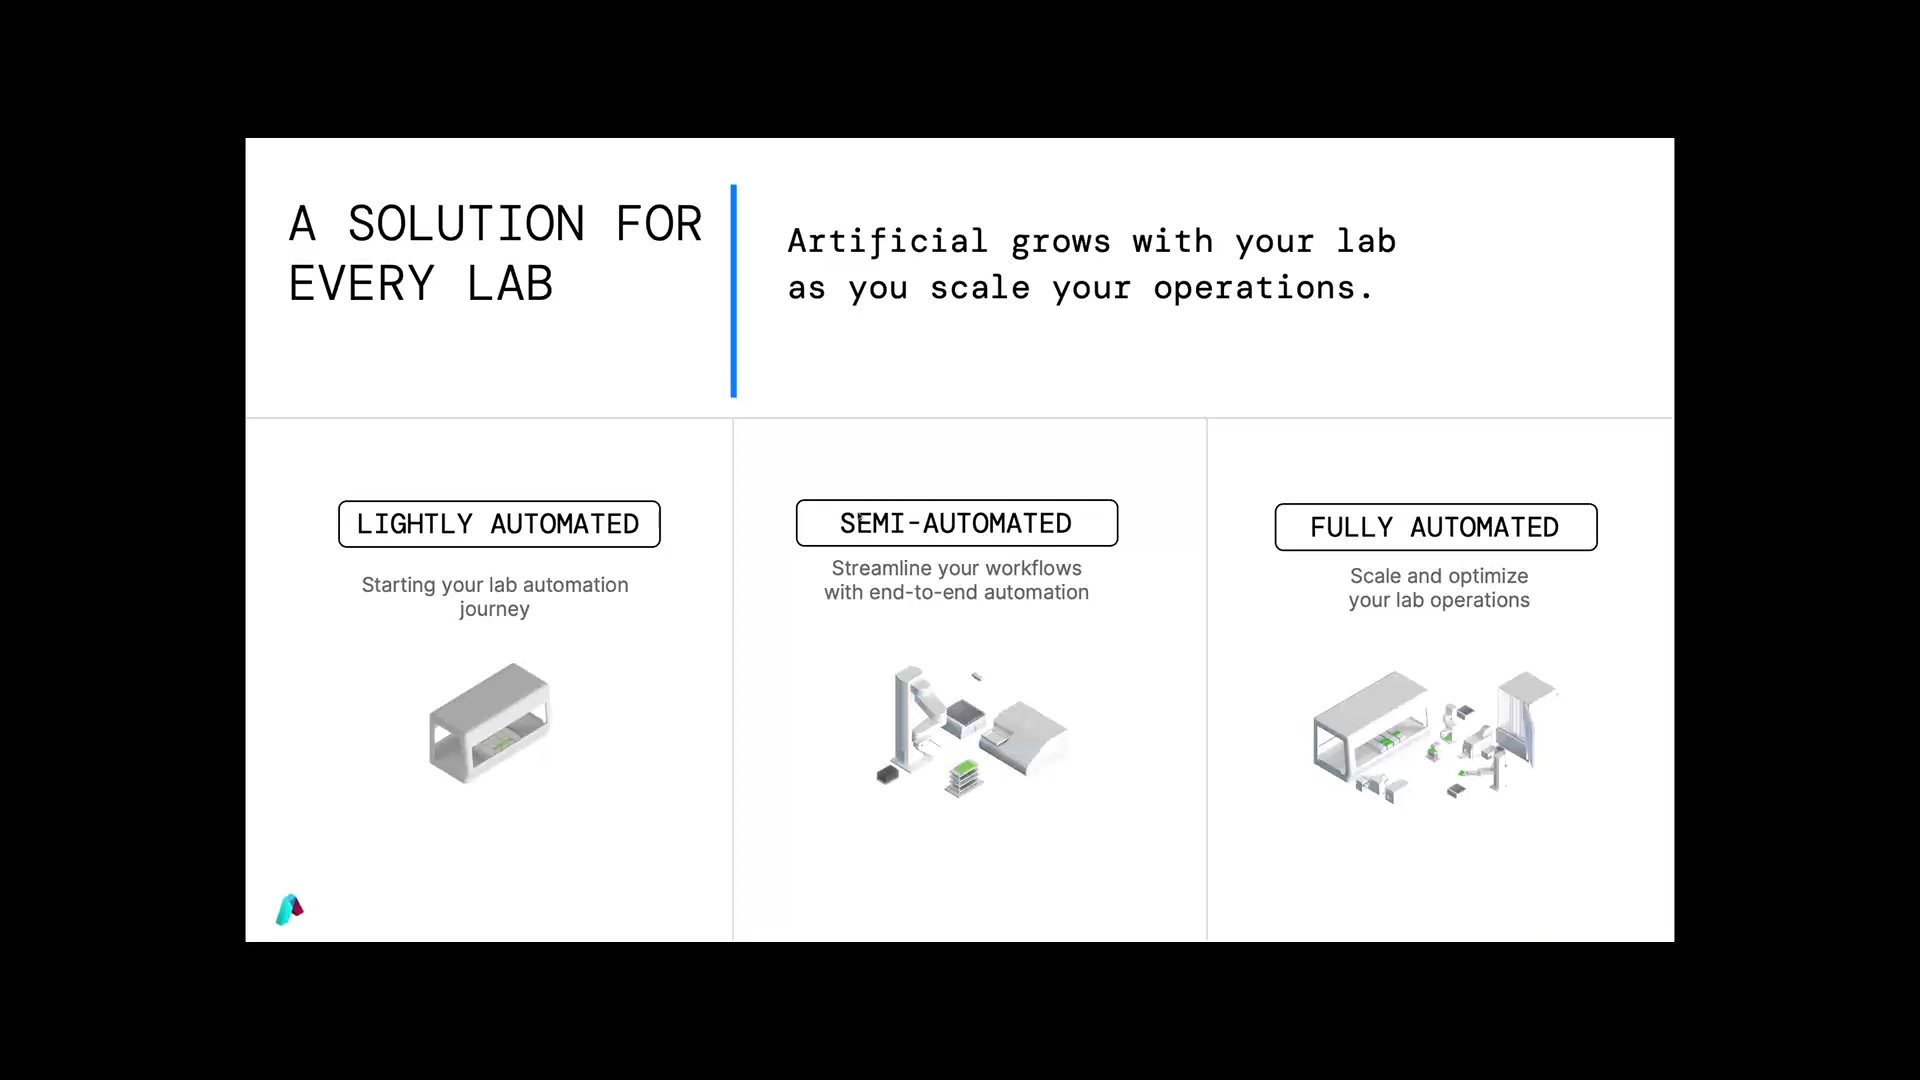 A SOLUTION FOR
EVERY LAB
Artificial grows with your lab
as you scale your operations.
LIGHTLY AUTOMATED
Starting your lab automation
journey
SEMI-AUTOMATED
Streamline your workflows
with end-to-end automation
FULLY AUTOMATED
Scale and optimize
your lab operations